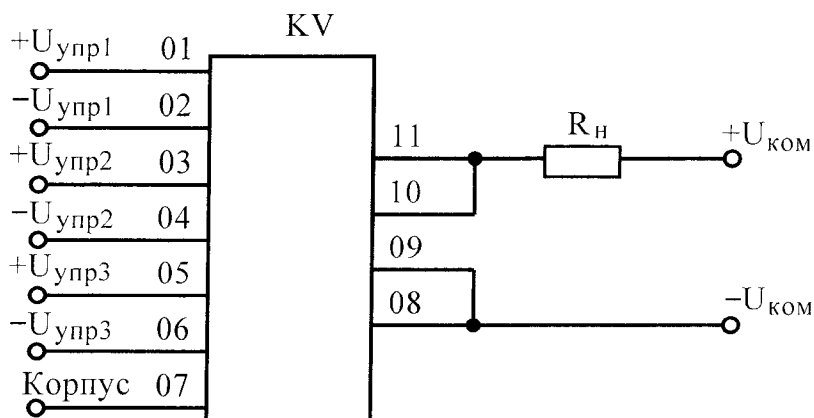 KV
+Uупр1 01
−Uупр1 02
+Uупр2 03
−Uупр2 04
+Uупр3 05
−Uупр3 06
Корпус 07
11 Rн +Uком
10
09
08 −Uком